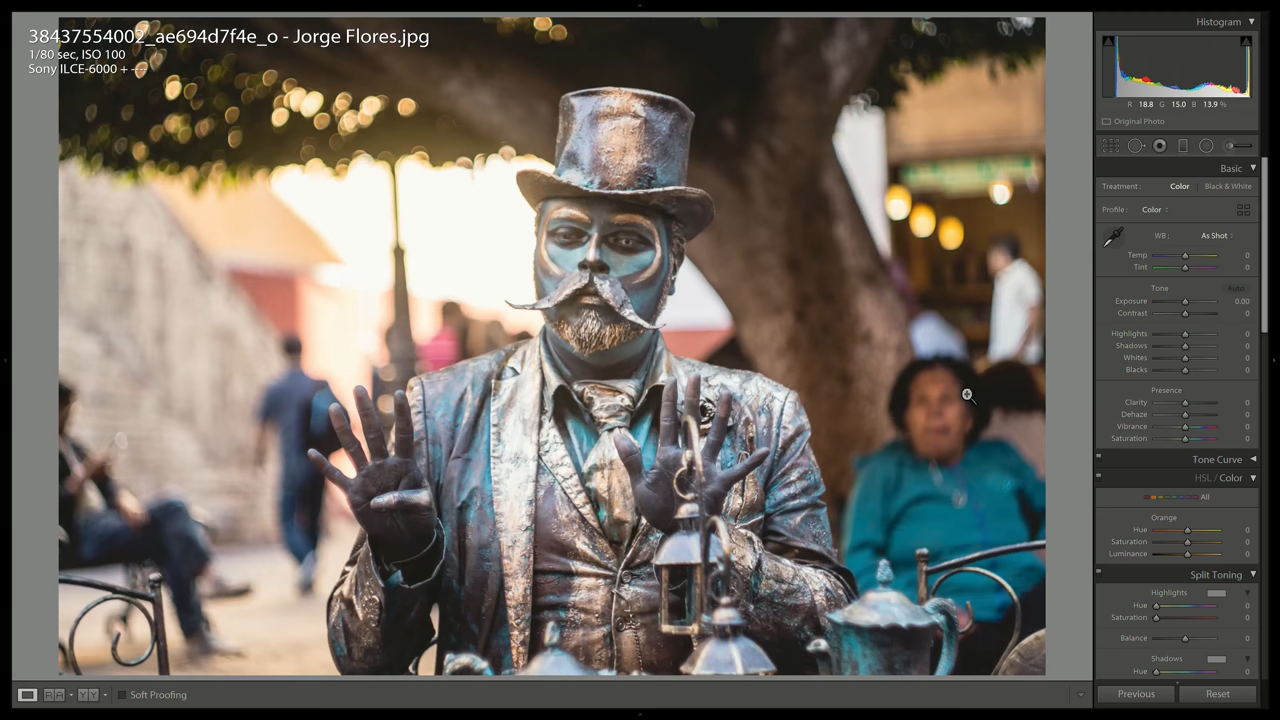 38437554002_ae694d7f4e_o - Jorge Flores.jpg
1/80 sec, ISO 100
Sony ILCE-6000 + ---
Histogram
R 18.8 G 15.0 B 13.9 %
Original Photo
Basic
Treatment: Color Black & White
Profile: Color
WB: As Shot
Temp 0
Tint 0
Tone Auto
Exposure 0.00
Contrast 0
Highlights 0
Shadows 0
Whites 0
Blacks 0
Presence
Clarity 0
Dehaze 0
Vibrance 0
Saturation 0
Tone Curve
HSL / Color
All
Orange
Hue 0
Saturation 0
Luminance 0
Split Toning
Highlights
Hue 0
Saturation 0
Balance 0
Shadows
Hue 0
Previous Reset
R A Y Y Soft Proofing